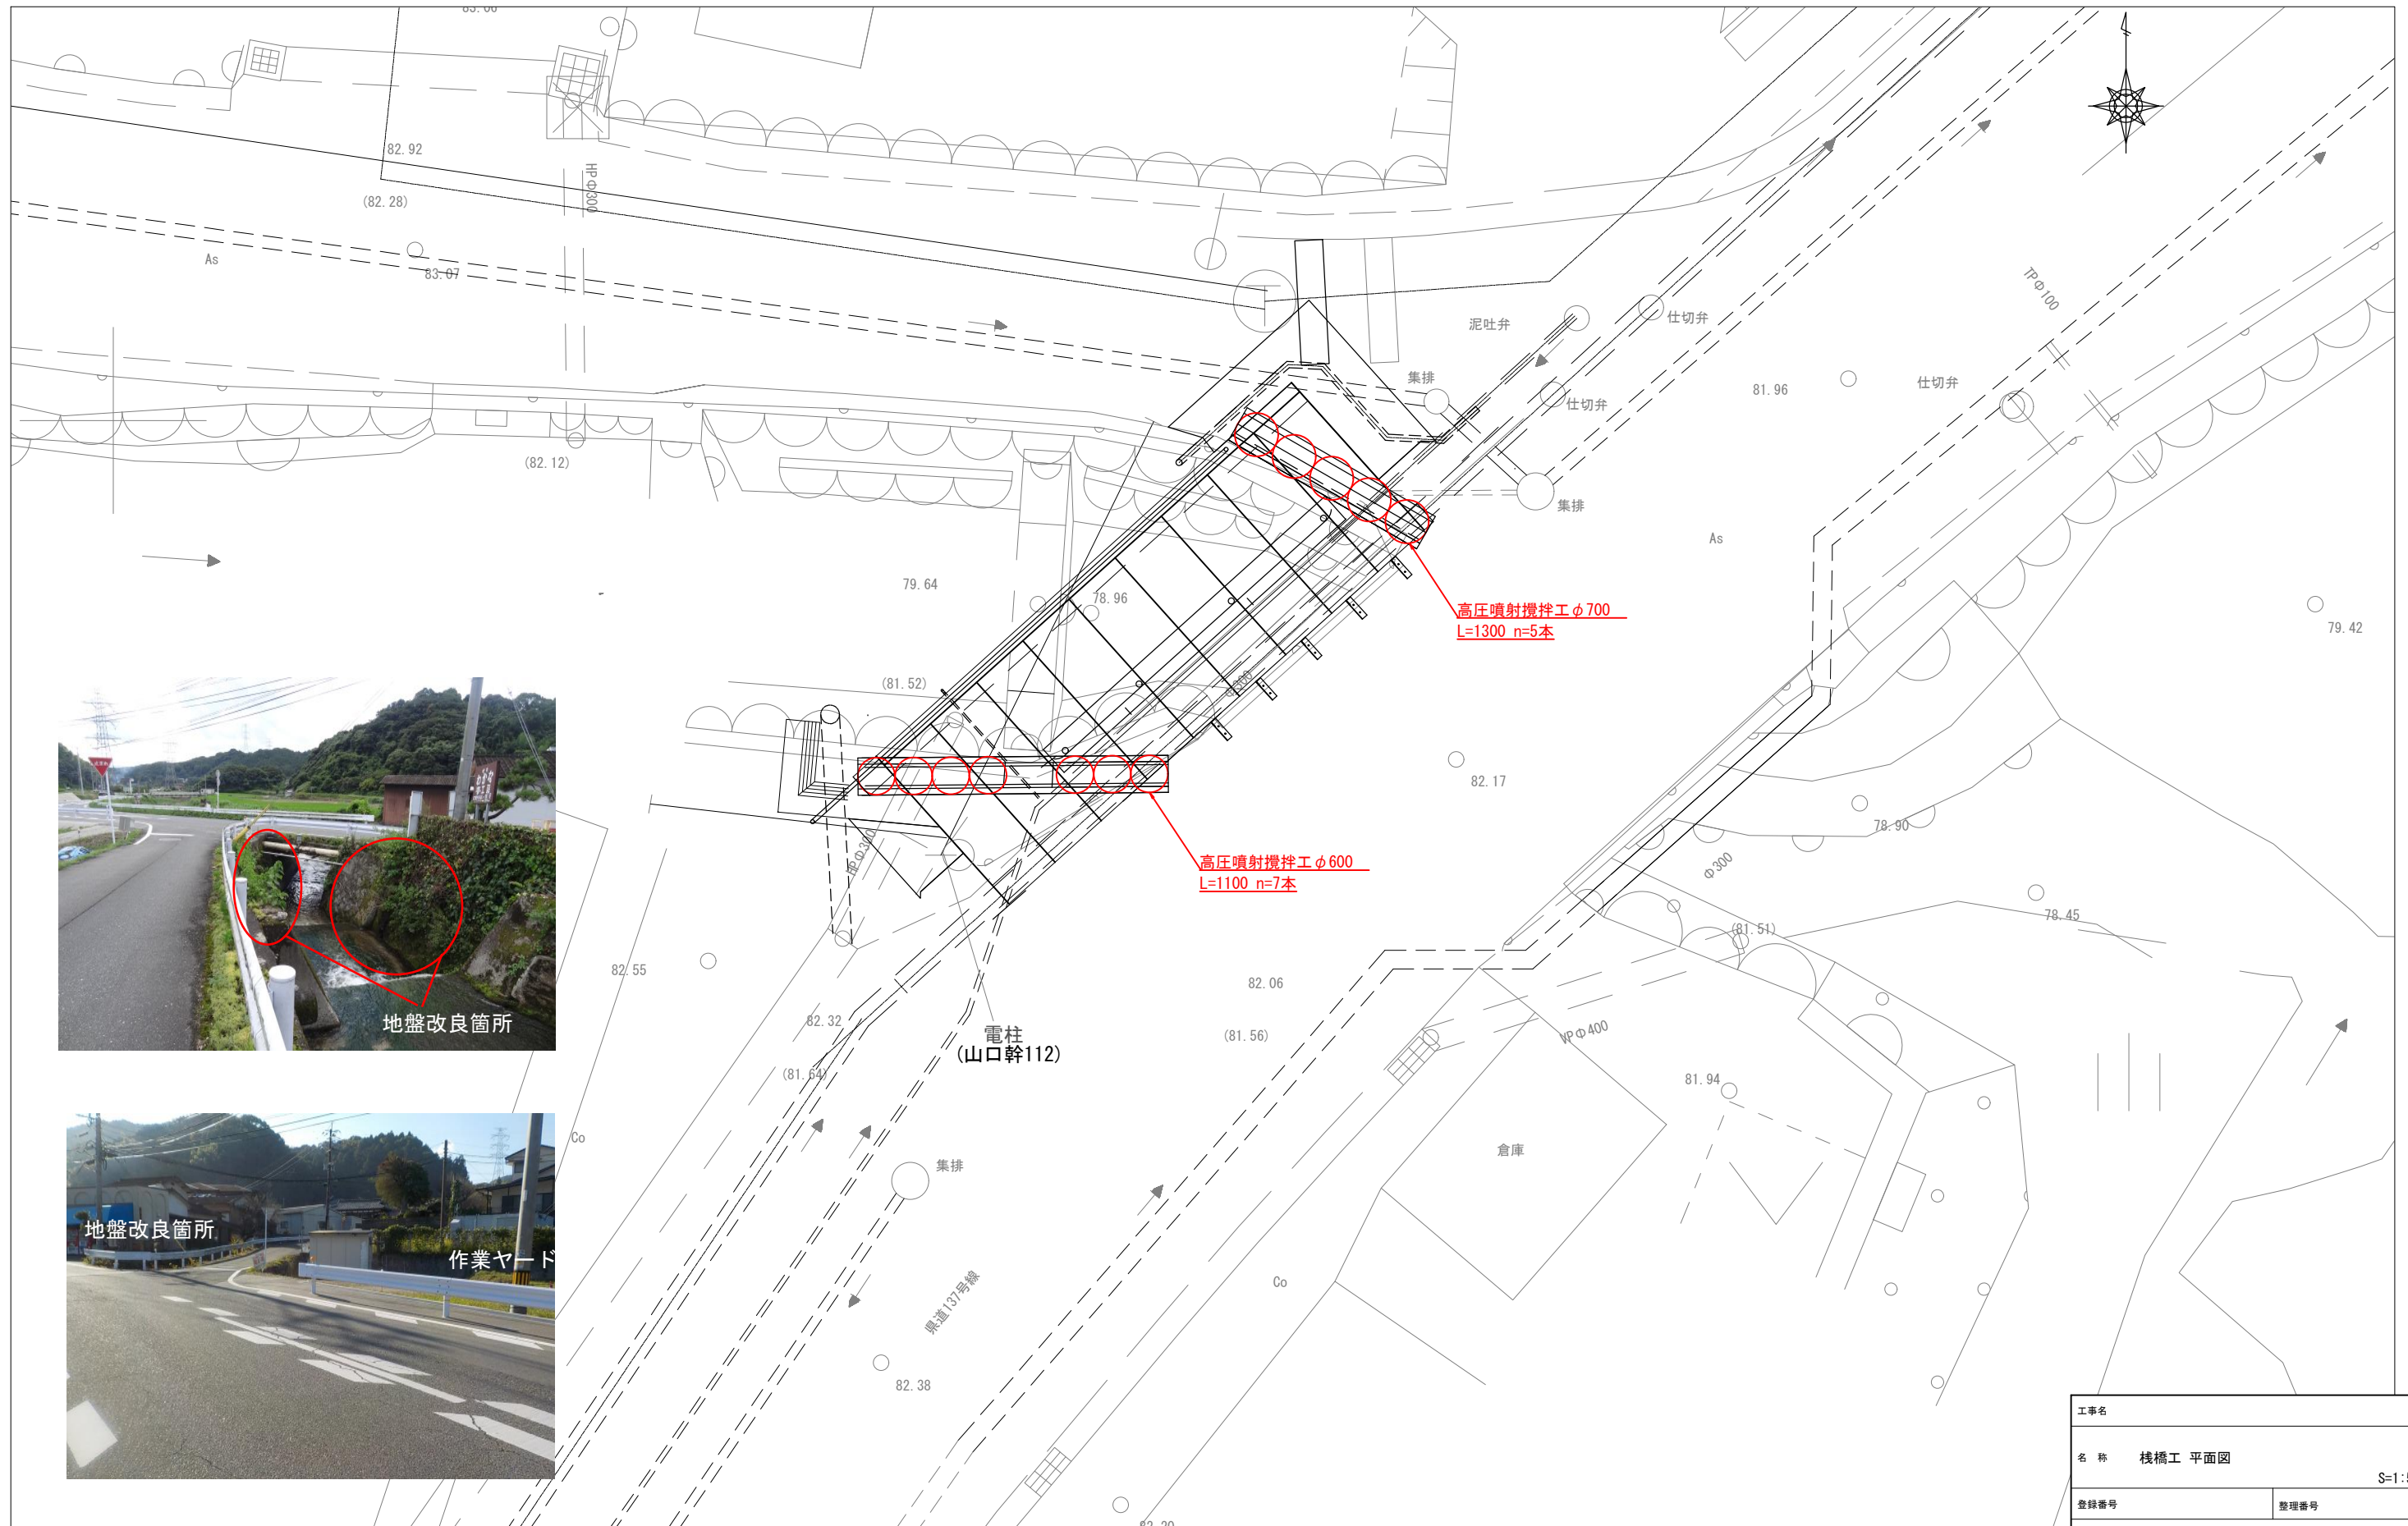 82.92
(82.28)
HPΦ300
As
83.07
泥吐弁
仕切弁
TPΦ100
集排
仕切弁
81.96
仕切弁
(82.12)
集排
As
79.64
78.96
高圧噴射攪拌工φ700
L=1300 n=5本
79.42
(81.52)
Φ300
82.17
78.90
高圧噴射攪拌工φ600
L=1100 n=7本
HPΦ300
Φ300
78.45
(81.51)
地盤改良箇所
82.55
82.06
82.32
電柱
(山口幹112)
(81.56)
VPΦ400
(81.64)
81.94
Co
集排
倉庫
地盤改良箇所
作業ヤード
県道137号線
Co
82.38
工事名
名 称 桟橋工 平面図
登録番号
整理番号